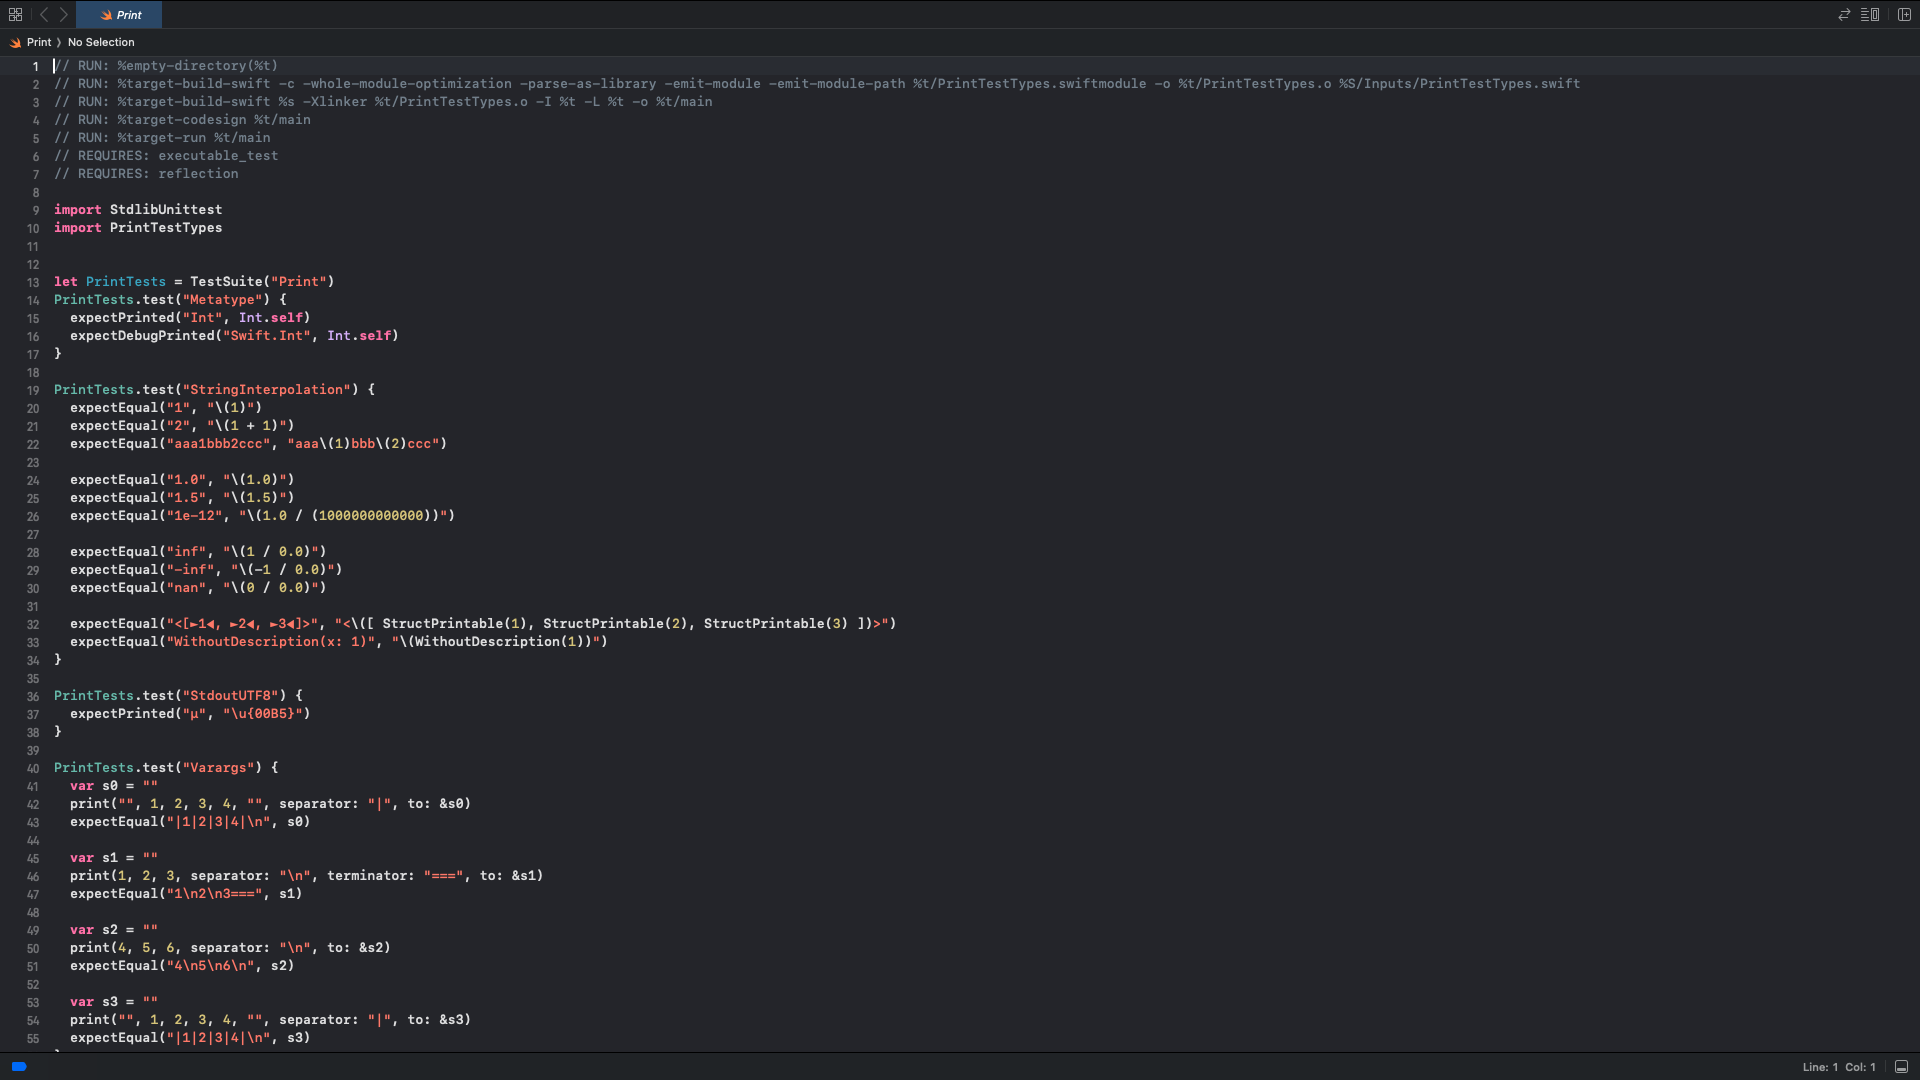 Print
Print 〉 No Selection
1 // RUN: %empty-directory(%t)
2 // RUN: %target-build-swift -c -whole-module-optimization -parse-as-library -emit-module -emit-module-path %t/PrintTestTypes.swiftmodule -o %t/PrintTestTypes.o %S/Inputs/PrintTestTypes.swift
3 // RUN: %target-build-swift %s -Xlinker %t/PrintTestTypes.o -I %t -L %t -o %t/main
4 // RUN: %target-codesign %t/main
5 // RUN: %target-run %t/main
6 // REQUIRES: executable_test
7 // REQUIRES: reflection
8
9 import StdlibUnittest
10 import PrintTestTypes
11
12
13 let PrintTests = TestSuite("Print")
14 PrintTests.test("Metatype") {
15   expectPrinted("Int", Int.self)
16   expectDebugPrinted("Swift.Int", Int.self)
17 }
18
19 PrintTests.test("StringInterpolation") {
20   expectEqual("1", "\(1)")
21   expectEqual("2", "\(1 + 1)")
22   expectEqual("aaa1bbb2ccc", "aaa\(1)bbb\(2)ccc")
23
24   expectEqual("1.0", "\(1.0)")
25   expectEqual("1.5", "\(1.5)")
26   expectEqual("1e-12", "\(1.0 / (1000000000000))")
27
28   expectEqual("inf", "\(1 / 0.0)")
29   expectEqual("-inf", "\(-1 / 0.0)")
30   expectEqual("nan", "\(0 / 0.0)")
31
32   expectEqual("<[►1◄, ►2◄, ►3◄]>", "<\([ StructPrintable(1), StructPrintable(2), StructPrintable(3) ])>")
33   expectEqual("WithoutDescription(x: 1)", "\(WithoutDescription(1))")
34 }
35
36 PrintTests.test("StdoutUTF8") {
37   expectPrinted("µ", "\u{00B5}")
38 }
39
40 PrintTests.test("Varargs") {
41   var s0 = ""
42   print("", 1, 2, 3, 4, "", separator: "|", to: &s0)
43   expectEqual("|1|2|3|4|\n", s0)
44
45   var s1 = ""
46   print(1, 2, 3, separator: "\n", terminator: "===", to: &s1)
47   expectEqual("1\n2\n3===", s1)
48
49   var s2 = ""
50   print(4, 5, 6, separator: "\n", to: &s2)
51   expectEqual("4\n5\n6\n", s2)
52
53   var s3 = ""
54   print("", 1, 2, 3, 4, "", separator: "|", to: &s3)
55   expectEqual("|1|2|3|4|\n", s3)
Line: 1 Col: 1